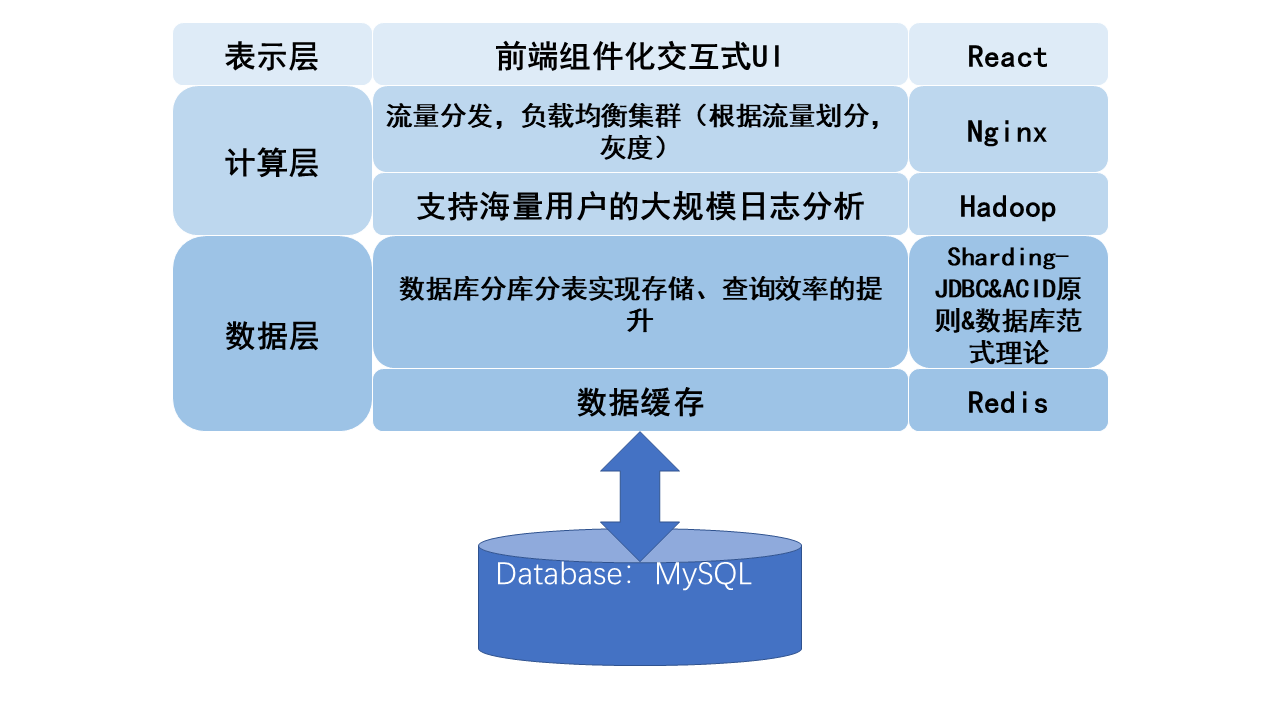 表示层
前端组件化交互式UI
React
计算层
流量分发，负载均衡集群（根据流量划分，
灰度）
Nginx
支持海量用户的大规模日志分析
Hadoop
数据层
数据库分库分表实现存储、查询效率的提
升
Sharding-
JDBC&ACID原
则&数据库范
式理论
数据缓存
Redis
Database： MySQL